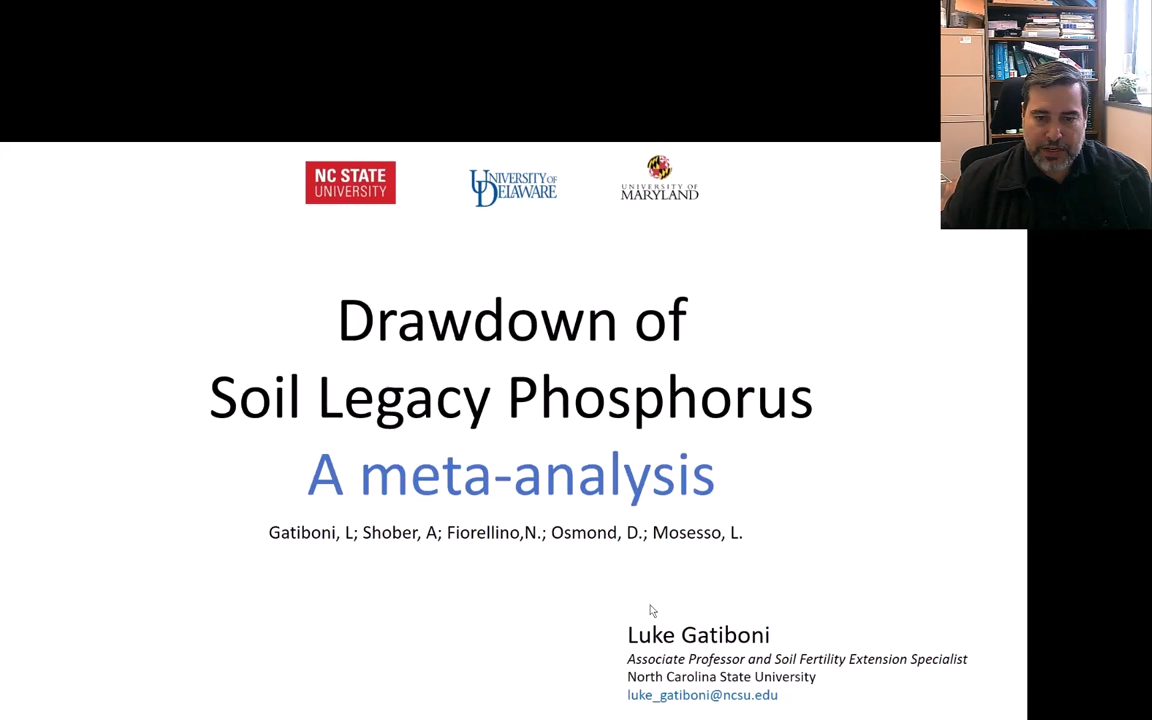 NC STATE
UNIVERSITY
UNIVERSITY OF
DELAWARE
UNIVERSITY OF
MARYLAND
Drawdown of
Soil Legacy Phosphorus
A meta-analysis
Gatiboni, L; Shober, A; Fiorellino,N.; Osmond, D.; Mosesso, L.
Luke Gatiboni
Associate Professor and Soil Fertility Extension Specialist
North Carolina State University
luke_gatiboni@ncsu.edu